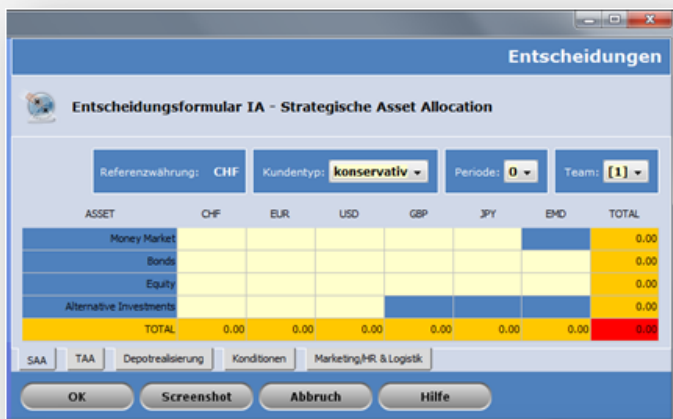 Entscheidungen
Entscheidungsformular IA - Strategische Asset Allocation
Referenzwährung: CHF Kundentyp: konservativ Periode: 0 Team: [1]
ASSET CHF EUR USD GBP JPY EMD TOTAL
Money Market 0.00
Bonds 0.00
Equity 0.00
Alternative Investments 0.00
TOTAL 0.00 0.00 0.00 0.00 0.00 0.00 0.00
SAA TAA Depotrealisierung Konditionen Marketing/HR & Logistik
OK Screenshot Abbruch Hilfe